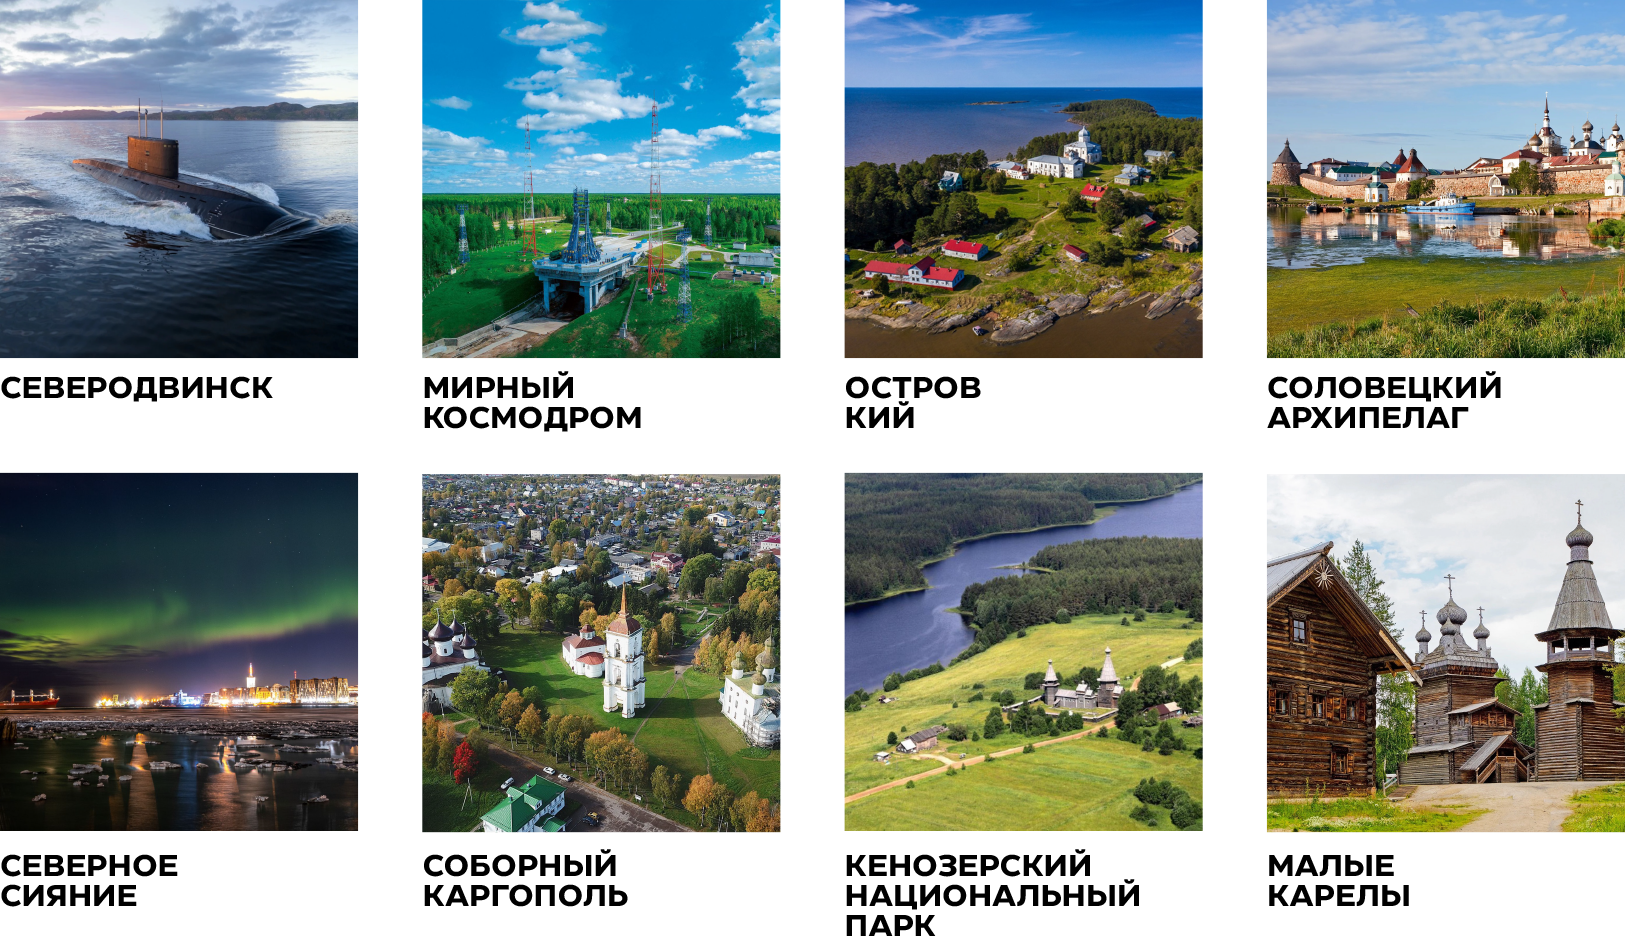 СЕВЕРОДВИНСК
МИРНЫЙ
КОСМОДРОМ
ОСТРОВ
КИЙ
СОЛОВЕЦКИЙ
АРХИПЕЛАГ
СЕВЕРНОЕ
СИЯНИЕ
СОБОРНЫЙ
КАРГОПОЛЬ
КЕНОЗЕРСКИЙ
НАЦИОНАЛЬНЫЙ
ПАРК
МАЛЫЕ
КАРЕЛЫ